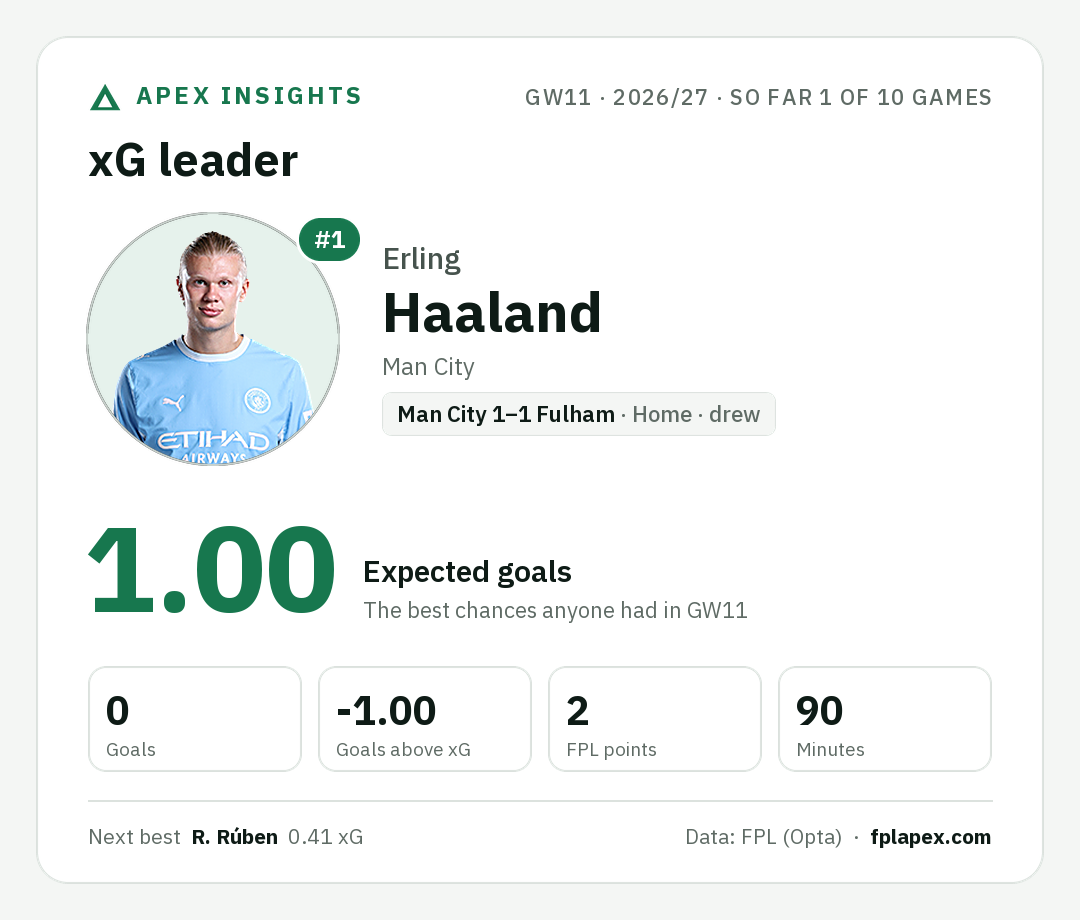 APEX INSIGHTS
GW11 · 2026/27 · SO FAR 1 OF 10 GAMES
xG leader
#1
Erling
Haaland
Man City
Man City 1–1 Fulham · Home · drew
ETIHAD
AIRWAYS
1.00
Expected goals
The best chances anyone had in GW11
0
Goals
-1.00
Goals above xG
2
FPL points
90
Minutes
Next best R. Rúben 0.41 xG
Data: FPL (Opta) · fplapex.com